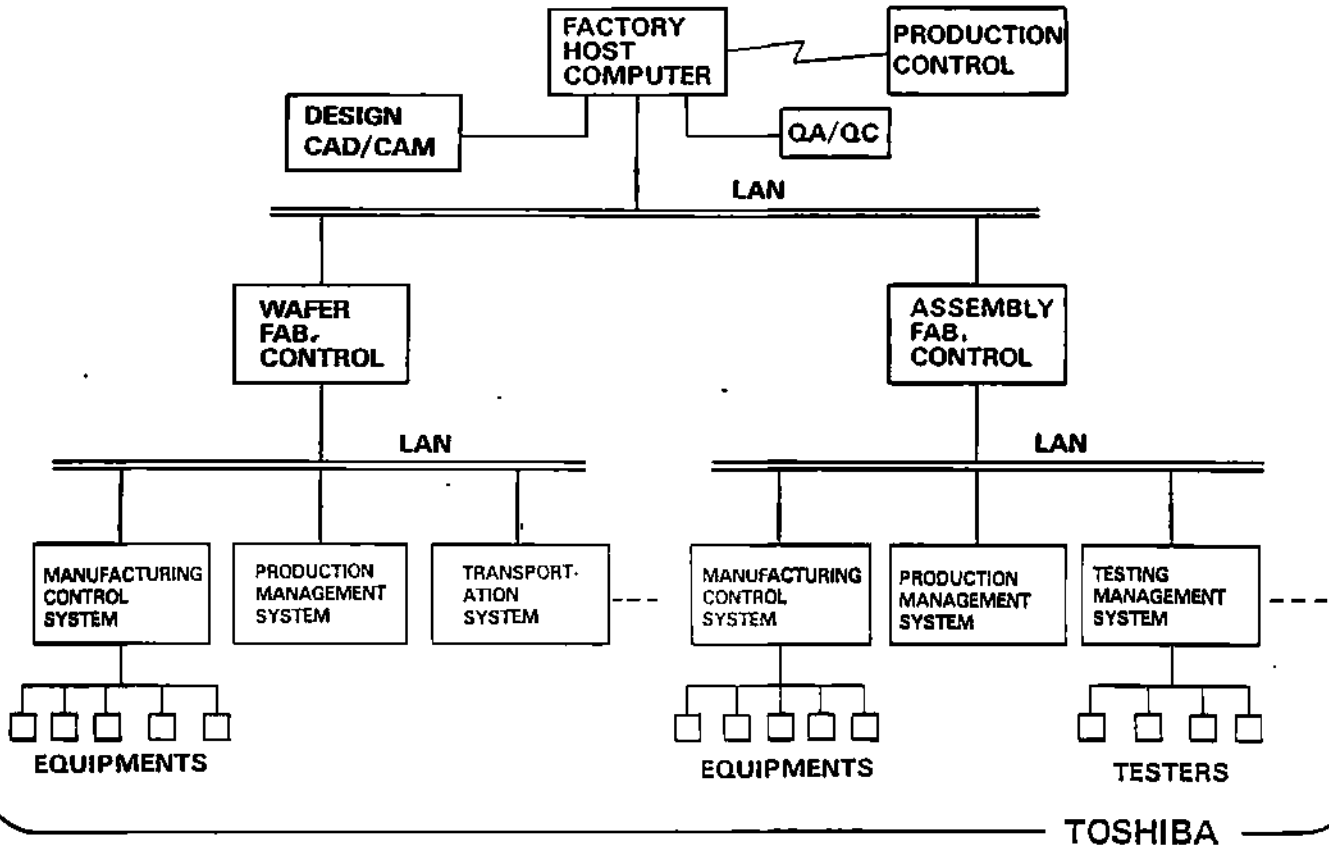 FACTORY
HOST
COMPUTER
PRODUCTION
CONTROL
DESIGN
CAD/CAM
QA/QC
LAN
WAFER
FAB.
CONTROL
ASSEMBLY
FAB.
CONTROL
LAN
LAN
MANUFACTURING
CONTROL
SYSTEM
PRODUCTION
MANAGEMENT
SYSTEM
TRANSPORT-
ATION
SYSTEM
MANUFACTURING
CONTROL
SYSTEM
PRODUCTION
MANAGEMENT
SYSTEM
TESTING
MANAGEMENT
SYSTEM
EQUIPMENTS
EQUIPMENTS
TESTERS
TOSHIBA